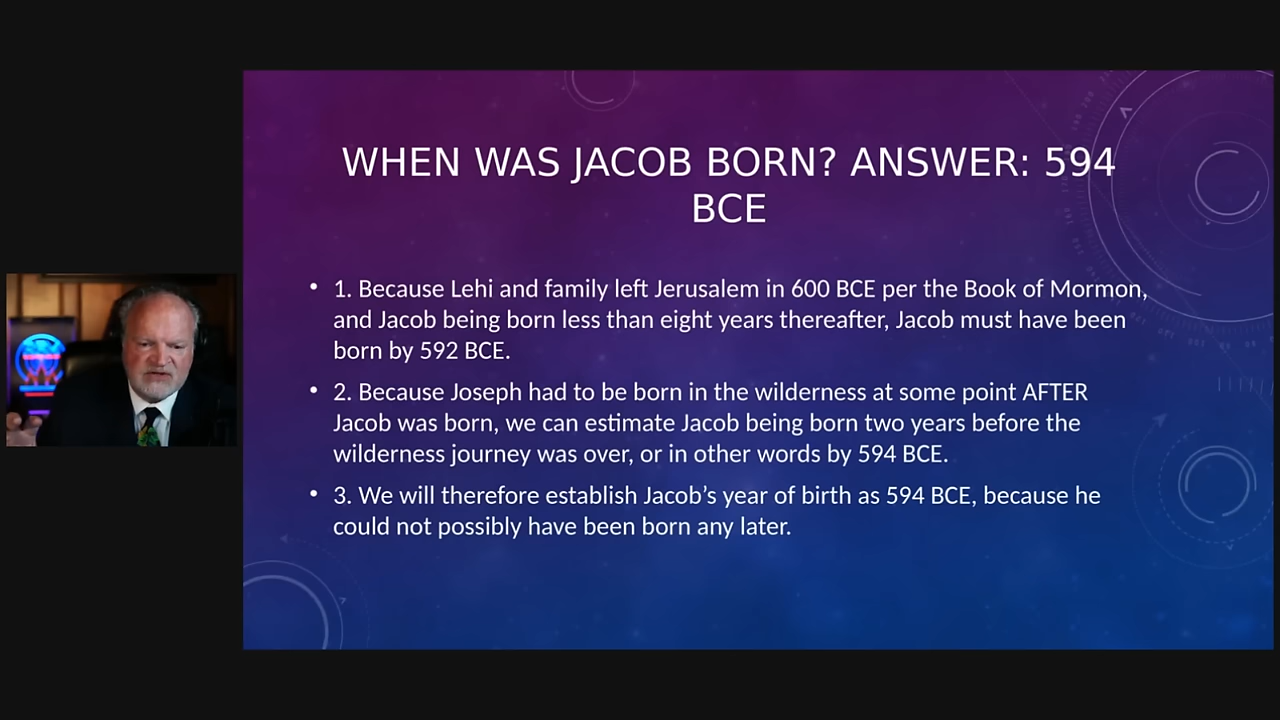 WHEN WAS JACOB BORN? ANSWER: 594
BCE
• 1. Because Lehi and family left Jerusalem in 600 BCE per the Book of Mormon,
and Jacob being born less than eight years thereafter, Jacob must have been
born by 592 BCE.
• 2. Because Joseph had to be born in the wilderness at some point AFTER
Jacob was born, we can estimate Jacob being born two years before the
wilderness journey was over, or in other words by 594 BCE.
• 3. We will therefore establish Jacob’s year of birth as 594 BCE, because he
could not possibly have been born any later.